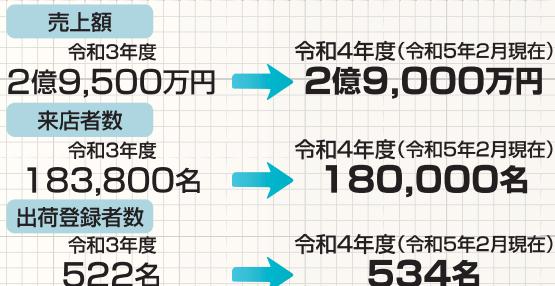 売上額
令和3年度
2億9,500万円
令和4年度(令和5年2月現在)
2億9,000万円
来店者数
令和3年度
183,800名
令和4年度(令和5年2月現在)
180,000名
出荷登録者数
令和3年度
522名
令和4年度(令和5年2月現在)
534名